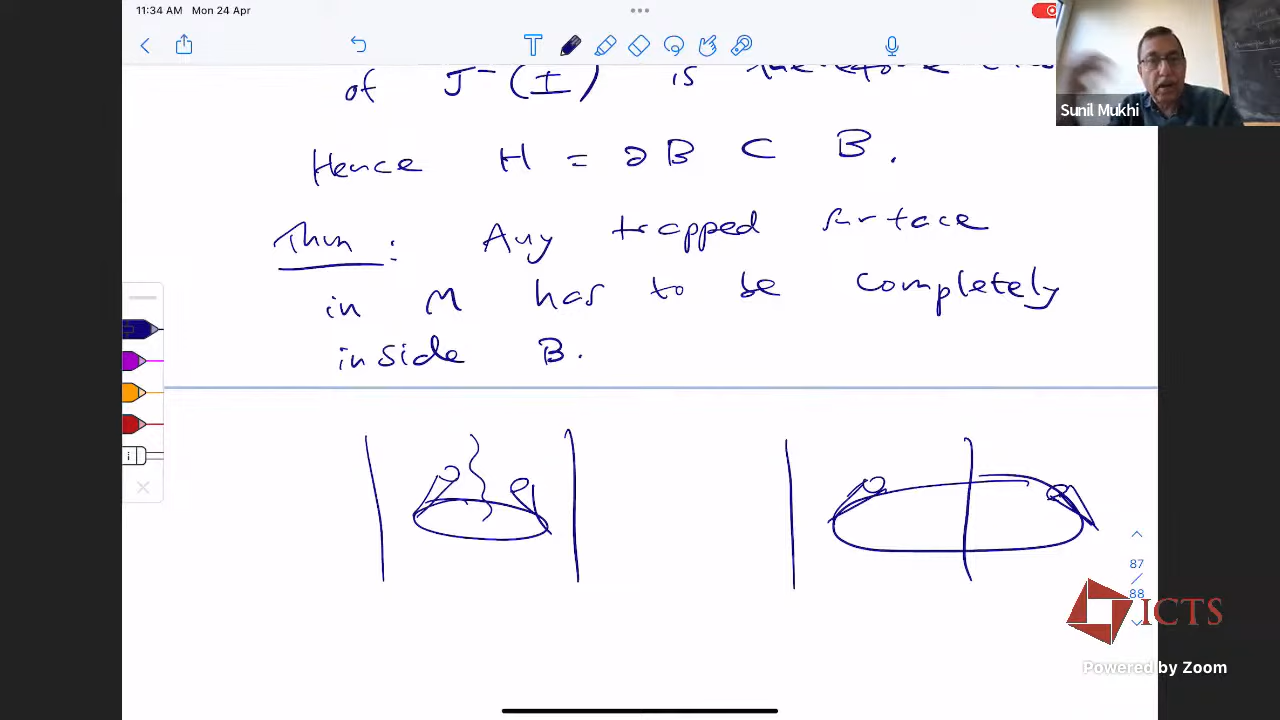 11:34 AM Mon 24 Apr
Sunil Mukhi
of J⁻(I) is therefore
Hence H = ∂B ⊂ B.
Thm: Any trapped surface
in M has to be completely
inside B.
87
/
88
ICTS
Powered by Zoom